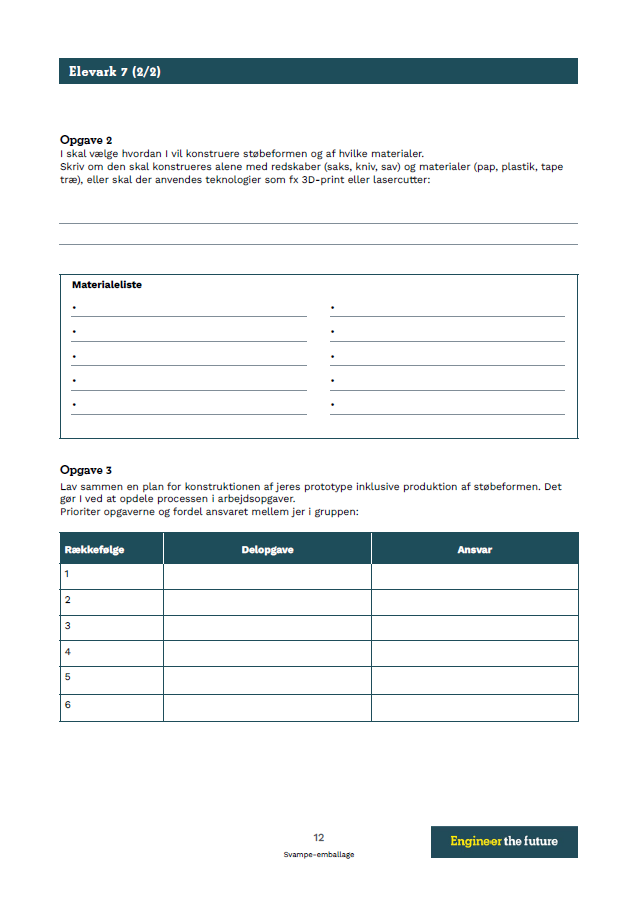 Elevark 7 (2/2)
Opgave 2
I skal vælge hvordan I vil konstruere støbeformen og af hvilke materialer.
Skriv om den skal konstrueres alene med redskaber (saks, kniv, sav) og materialer (pap, plastik, tape
træ), eller skal der anvendes teknologier som fx 3D-print eller lasercutter:
Materialeliste
•
•
•
•
•
•
•
•
•
•
Opgave 3
Lav sammen en plan for konstruktionen af jeres prototype inklusive produktion af støbeformen. Det
gør I ved at opdele processen i arbejdsopgaver.
Prioriter opgaverne og fordel ansvaret mellem jer i gruppen:
Rækkefølge Delopgave Ansvar
1
2
3
4
5
6
12
Svampe-emballage
Engineer the future